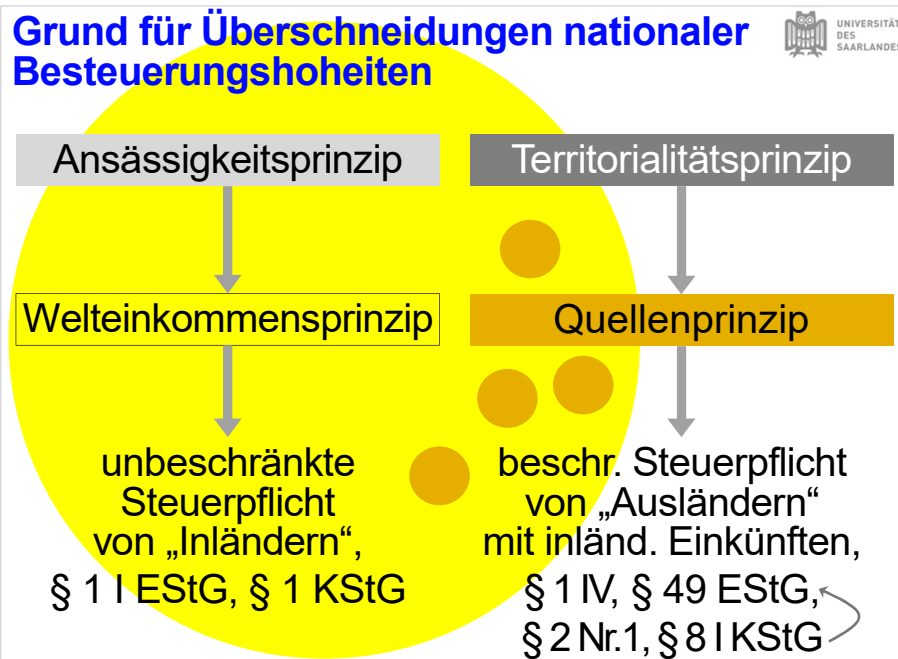 Grund für Überschneidungen nationaler
Besteuerungshoheiten
UNIVERSITÄT
DES
SAARLANDES
Ansässigkeitsprinzip
Territorialitätsprinzip
Welteinkommensprinzip
Quellenprinzip
unbeschränkte
Steuerpflicht
von „Inländern“,
§ 1 I EStG, § 1 KStG
beschr. Steuerpflicht
von „Ausländern“
mit inländ. Einkünften,
§ 1 IV, § 49 EStG,
§ 2 Nr.1, § 8 I KStG